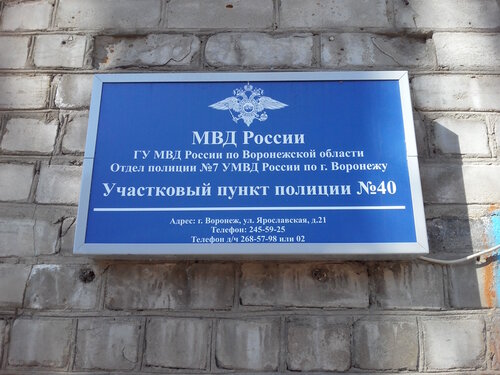 МВД России
ГУ МВД России по Воронежской области
Отдел полиции №7 УМВД России по г. Воронежу
Участковый пункт полиции №40
Адрес: г. Воронеж, ул. Ярославская, д.21
Телефон: 245-59-25
Телефон д/ч 268-57-98 или 02